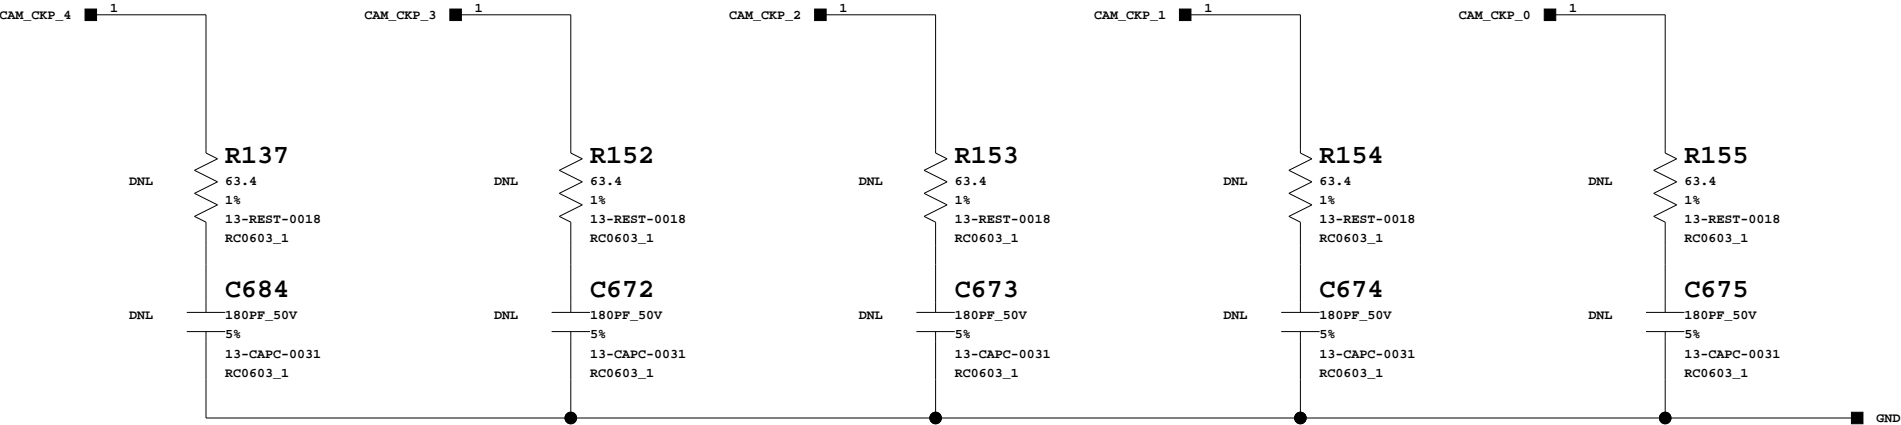 CAM_CKP_4 1 CAM_CKP_3 1 CAM_CKP_2 1 CAM_CKP_1 1 CAM_CKP_0 1
R137 R152 R153 R154 R155
DNL 63.4 DNL 63.4 DNL 63.4 DNL 63.4 DNL 63.4
1% 1% 1% 1% 1%
13-REST-0018 13-REST-0018 13-REST-0018 13-REST-0018 13-REST-0018
RC0603_1 RC0603_1 RC0603_1 RC0603_1 RC0603_1
C684 C672 C673 C674 C675
DNL 180PF_50V DNL 180PF_50V DNL 180PF_50V DNL 180PF_50V DNL 180PF_50V
5% 5% 5% 5% 5%
13-CAPC-0031 13-CAPC-0031 13-CAPC-0031 13-CAPC-0031 13-CAPC-0031
RC0603_1 RC0603_1 RC0603_1 RC0603_1 RC0603_1
GND